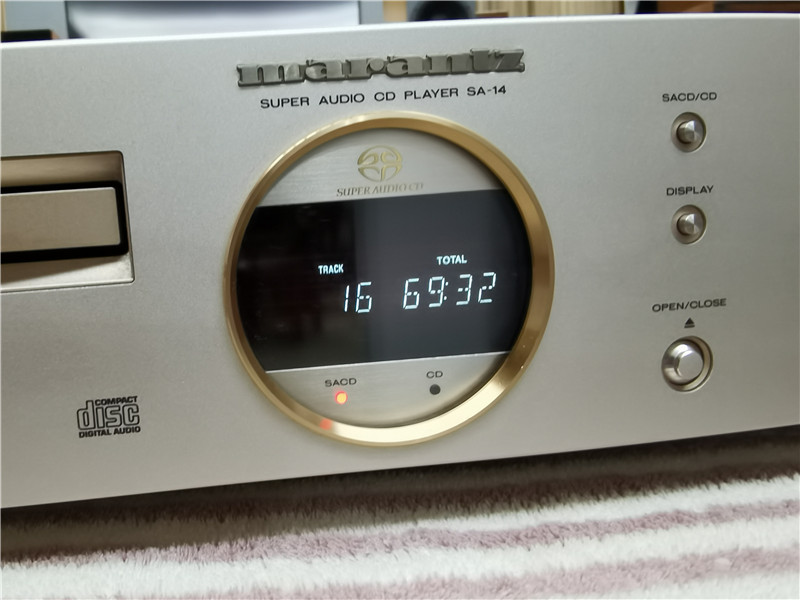 marantz
SUPER AUDIO CD PLAYER SA-14
SUPER AUDIO CD
TRACK
TOTAL
16 69:32
SACD
CD
SACD/CD
DISPLAY
OPEN/CLOSE
COMPACT
disc
DIGITAL AUDIO